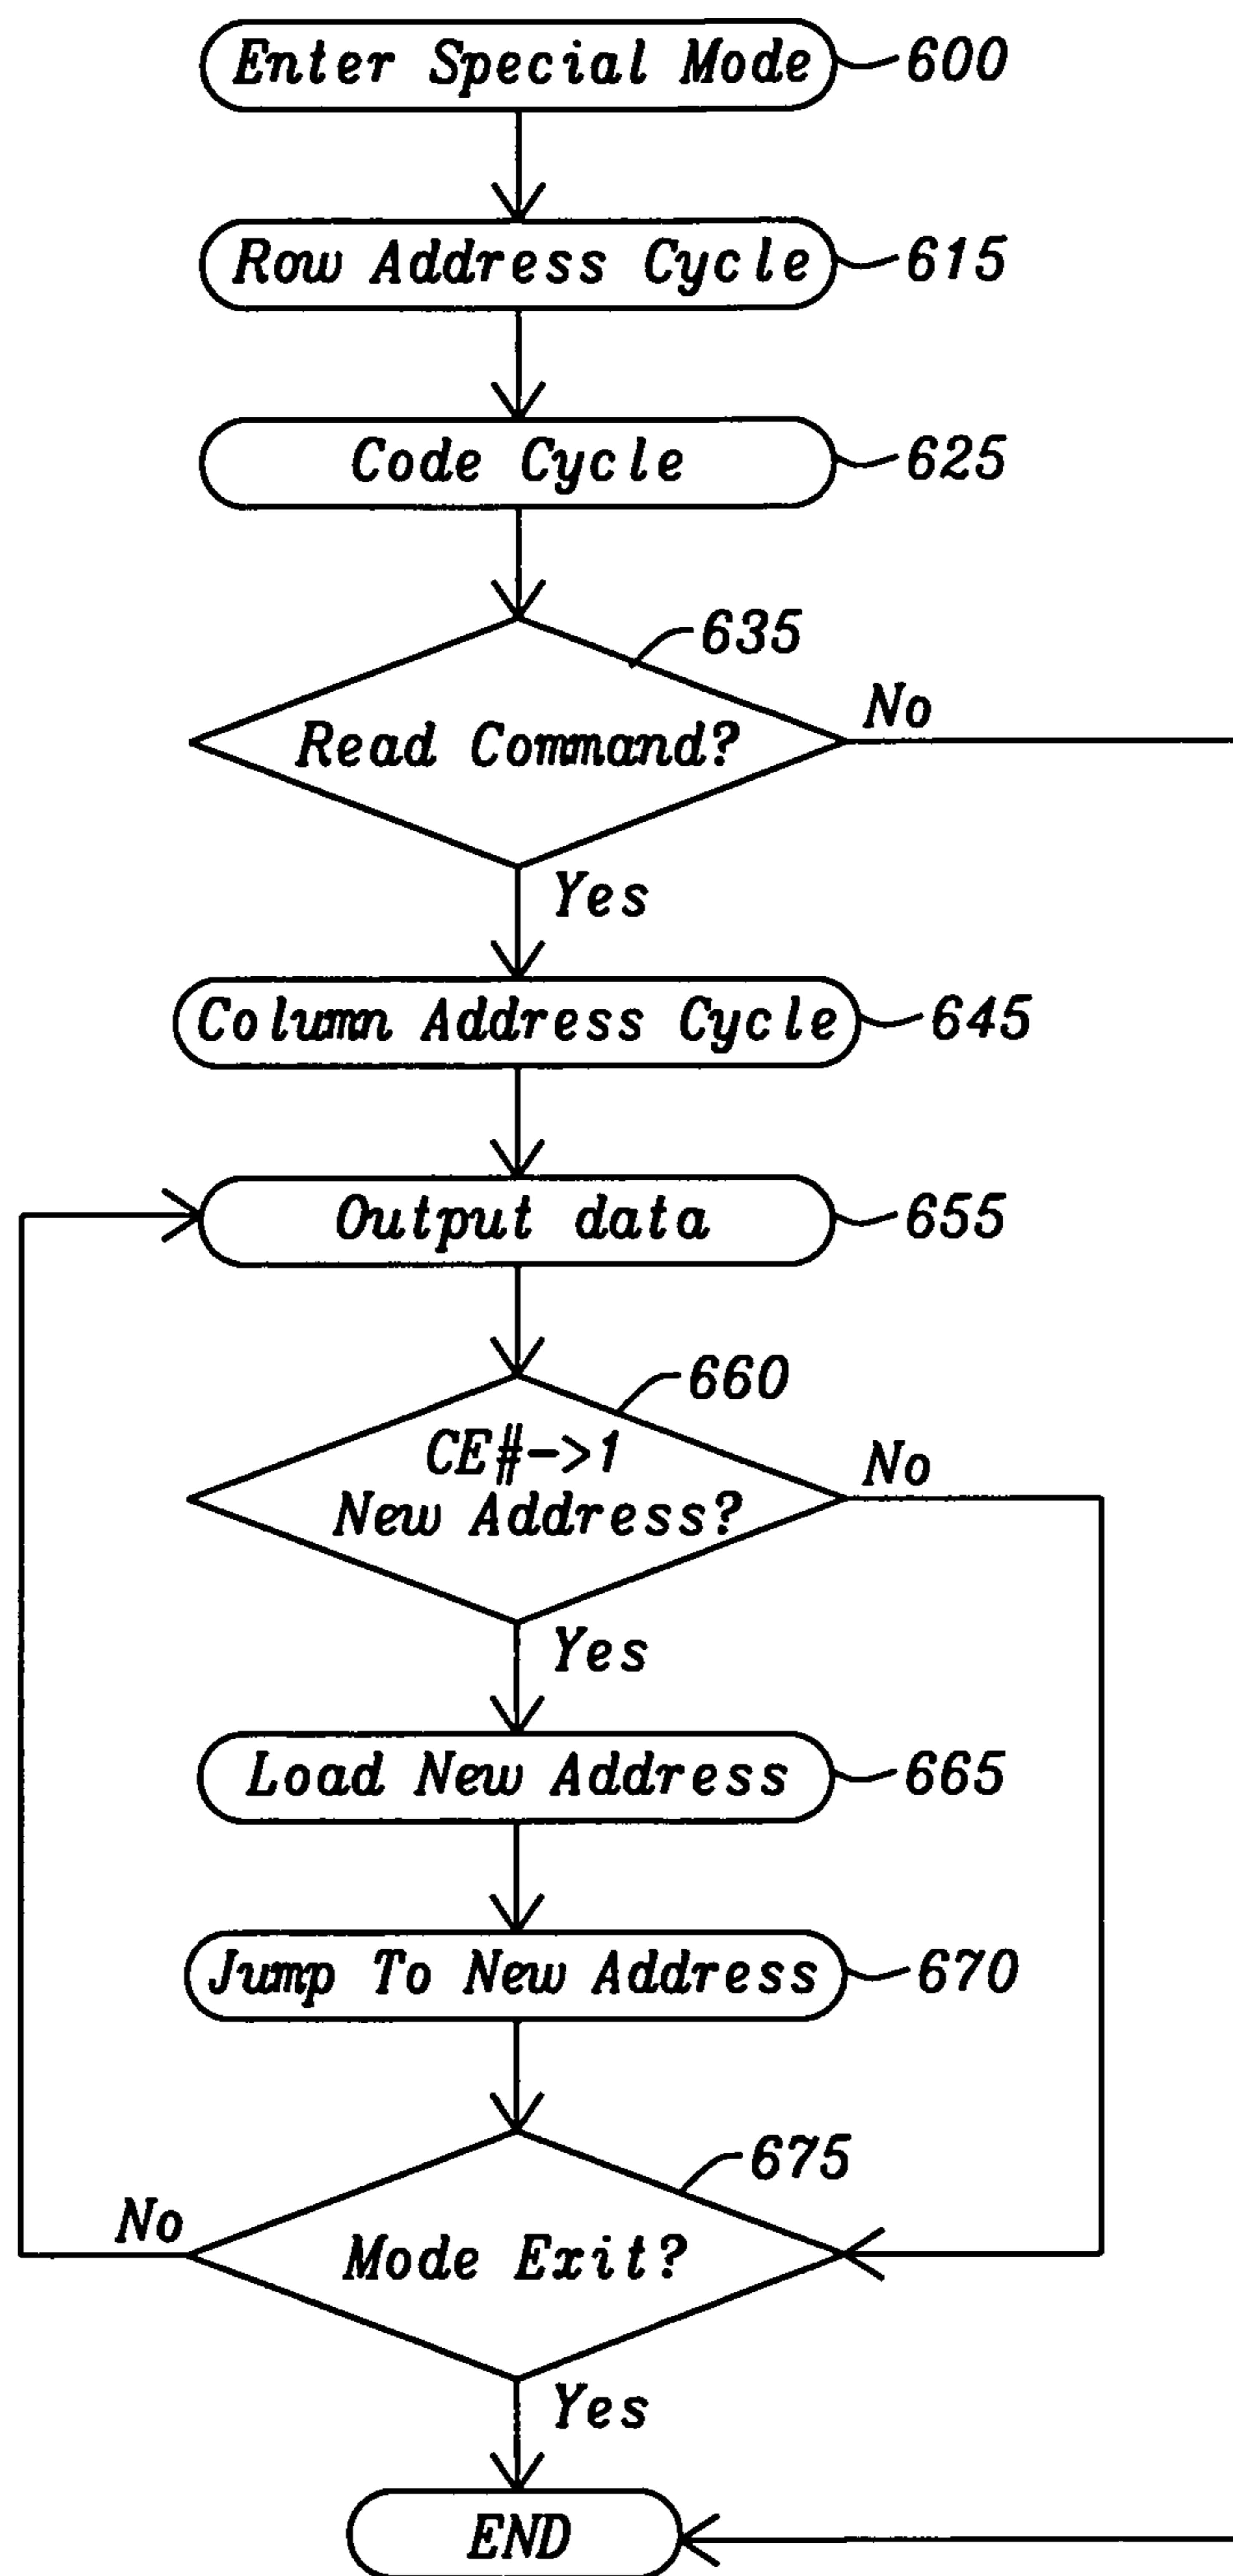 Enter Special Mode 600
Row Address Cycle 615
Code Cycle 625
635
Read Command?
No
Yes
Column Address Cycle 645
Output data 655
660
CE#->1
New Address?
No
Yes
Load New Address 665
Jump To New Address 670
675
No
Mode Exit?
Yes
END